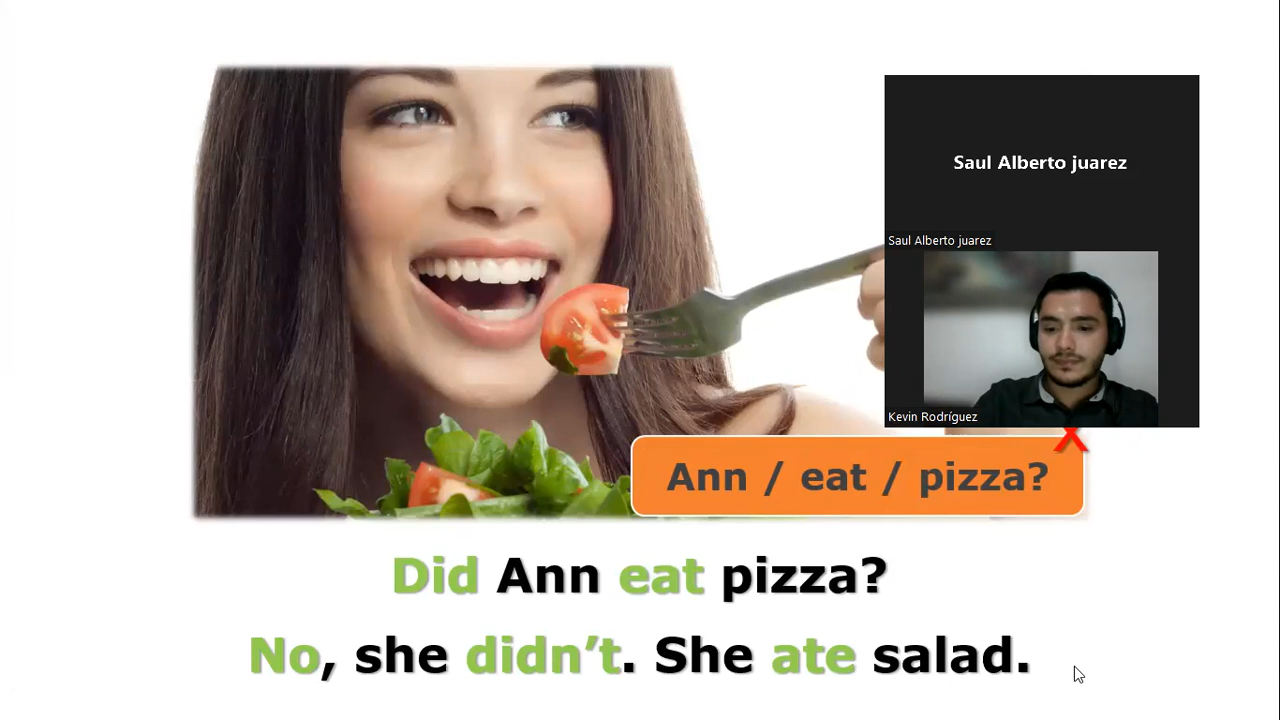 Saul Alberto juarez
Saul Alberto juarez
Kevin Rodríguez
X
Ann / eat / pizza?
Did Ann eat pizza?
No, she didn’t. She ate salad.